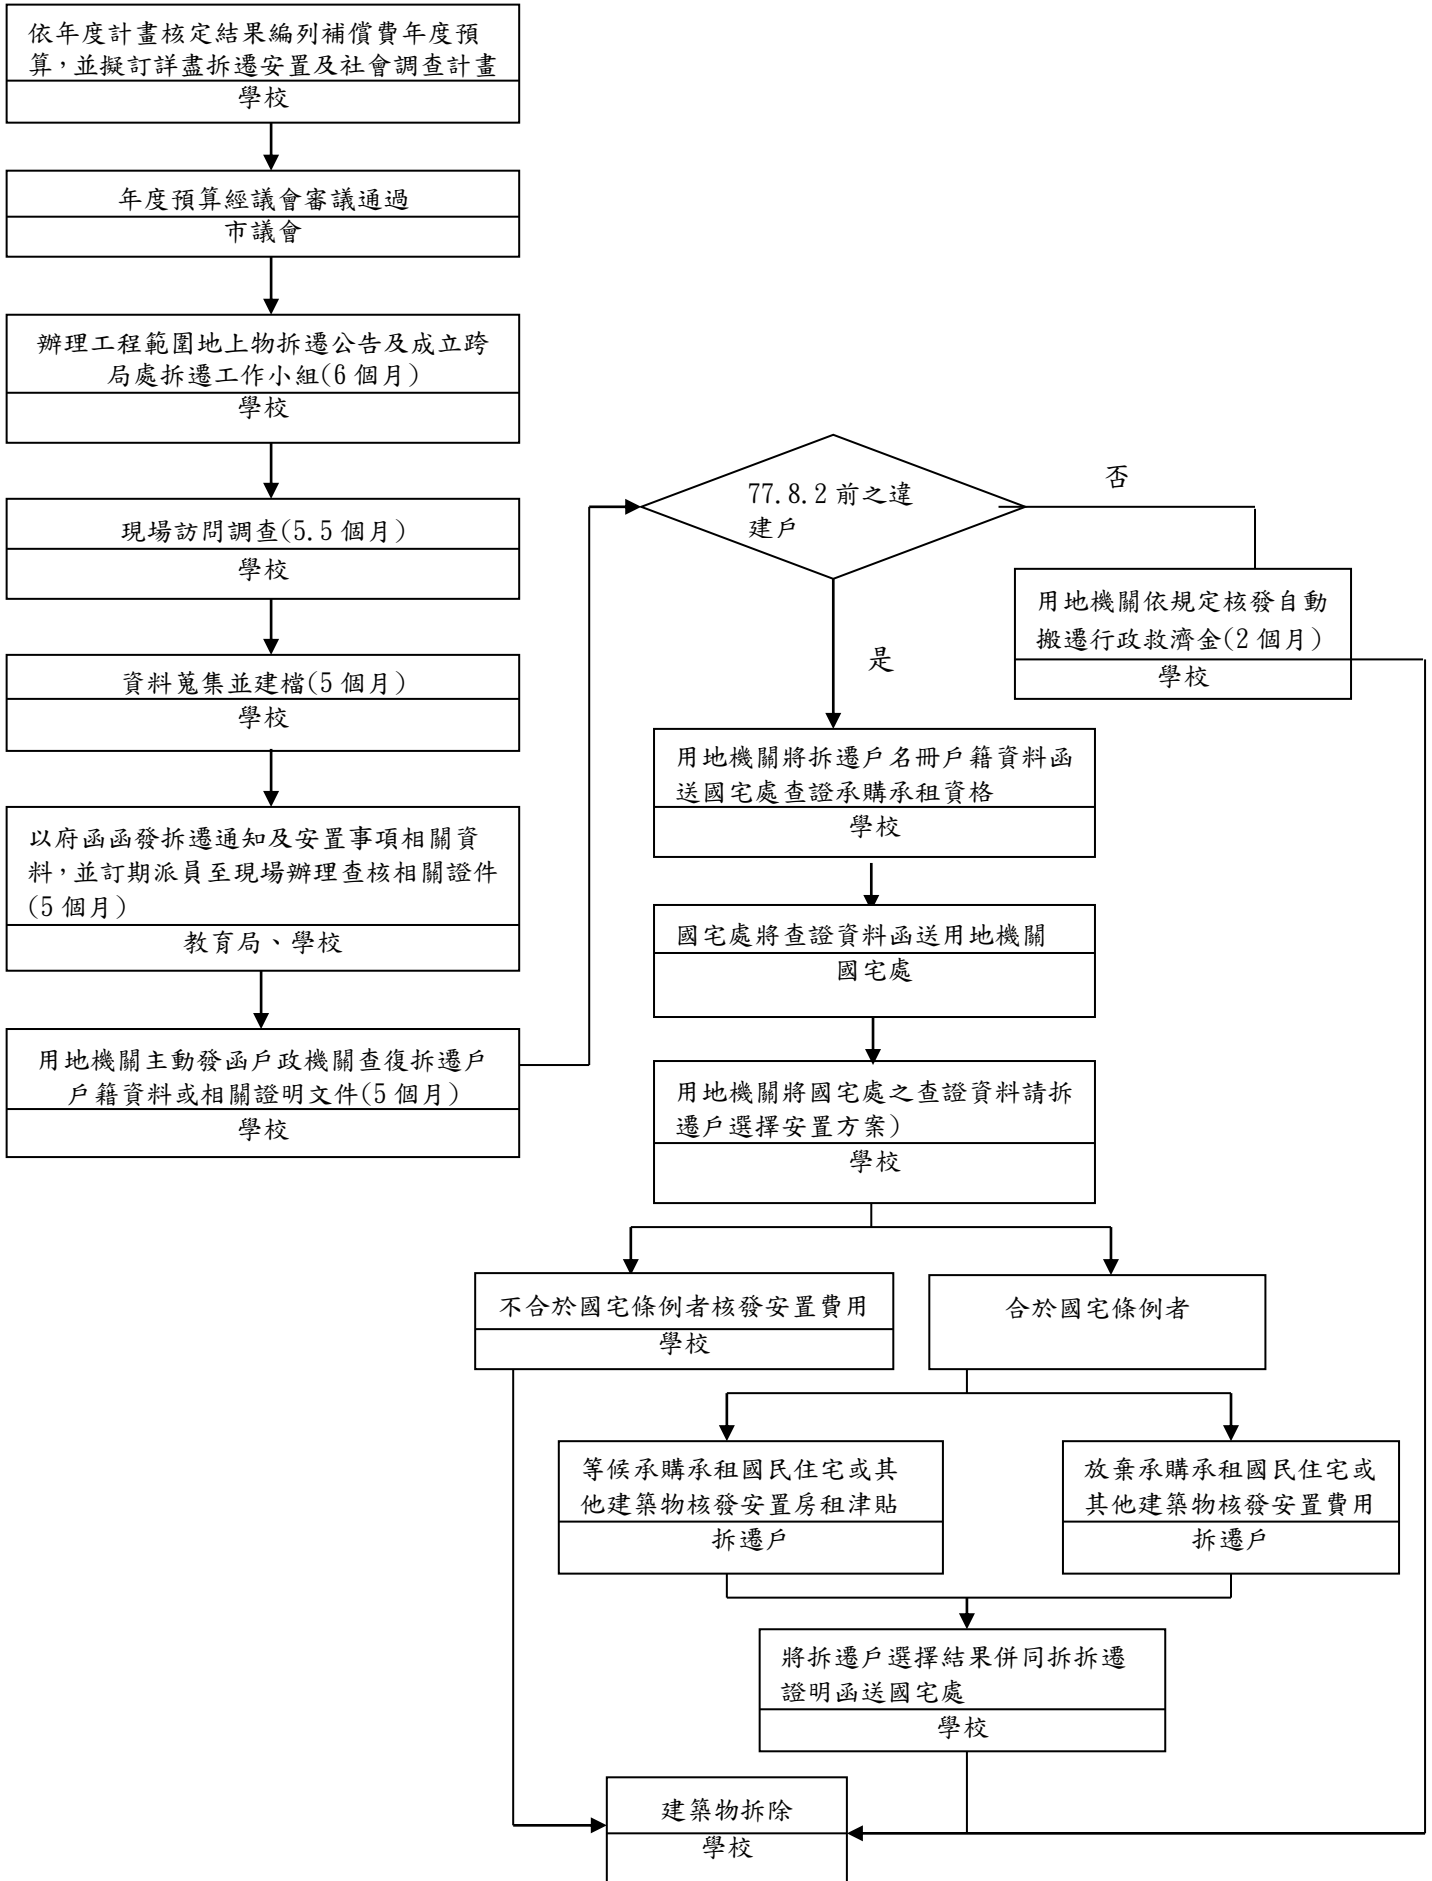 依年度計畫核定結果編列補償費年度預
算，並擬訂詳盡拆遷安置及社會調查計畫
學校
年度預算經議會審議通過
市議會
辦理工程範圍地上物拆遷公告及成立跨
局處拆遷工作小組(6 個月)
學校
現場訪問調查(5.5 個月)
學校
資料蒐集並建檔(5 個月)
學校
以府函函發拆遷通知及安置事項相關資
料，並訂期派員至現場辦理查核相關證件
(5 個月)
教育局、學校
用地機關主動發函戶政機關查復拆遷戶
戶籍資料或相關證明文件(5 個月)
學校
77.8.2 前之違
建戶
否
是
用地機關依規定核發自動
搬遷行政救濟金(2 個月)
學校
用地機關將拆遷戶名冊戶籍資料函
送國宅處查證承購承租資格
學校
國宅處將查證資料函送用地機關
國宅處
用地機關將國宅處之查證資料請拆
遷戶選擇安置方案)
學校
不合於國宅條例者核發安置費用
學校
合於國宅條例者
等候承購承租國民住宅或其
他建築物核發安置房租津貼
拆遷戶
放棄承購承租國民住宅或
其他建築物核發安置費用
拆遷戶
將拆遷戶選擇結果併同拆拆遷
證明函送國宅處
學校
建築物拆除
學校